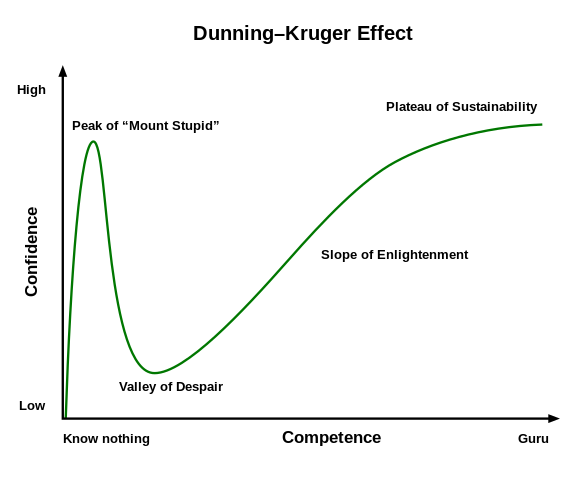 Dunning–Kruger Effect
High
Plateau of Sustainability
Peak of “Mount Stupid”
Confidence
Slope of Enlightenment
Valley of Despair
Low
Know nothing
Competence
Guru